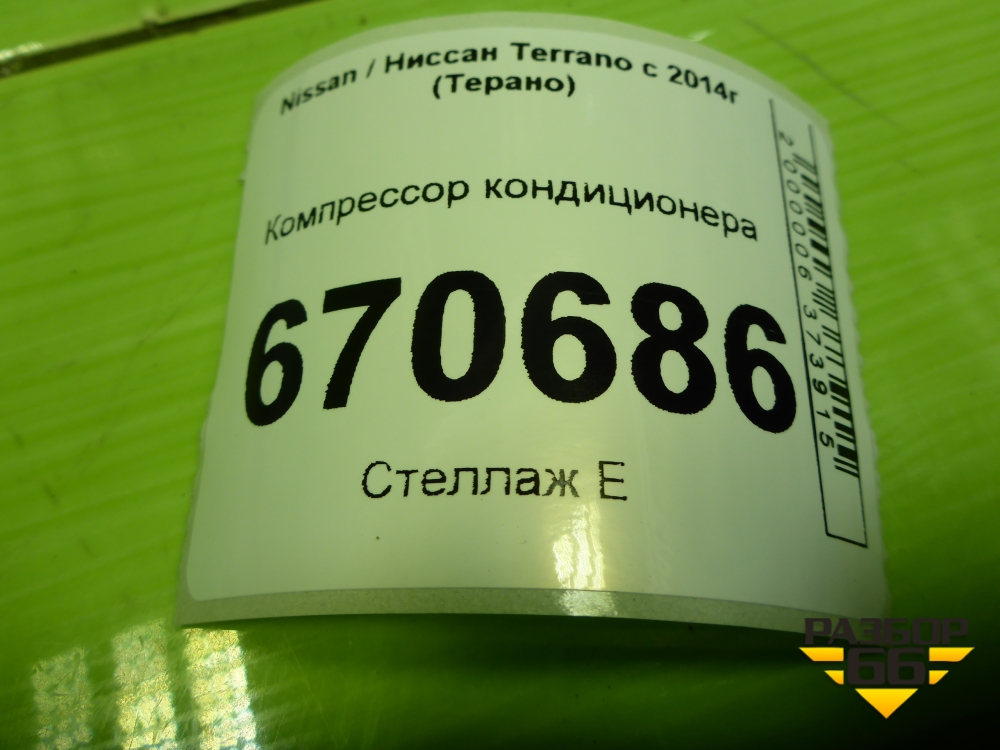 Nissan / Ниссан Terrano с 2014г
(Терано)
Компрессор кондиционера
670686
Стеллаж Е
2000006373915
РАЗБОР
66